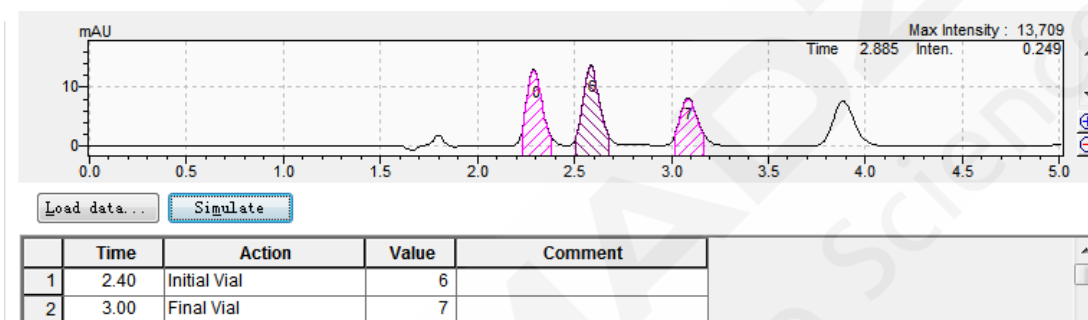 mAU
Max Intensity : 13,709
Time 2.885 Inten. 0.249
10
0
6
6
7
0.0 0.5 1.0 1.5 2.0 2.5 3.0 3.5 4.0 4.5 5.0
Load data... Simulate
Time Action Value Comment
1 2.40 Initial Vial 6
2 3.00 Final Vial 7